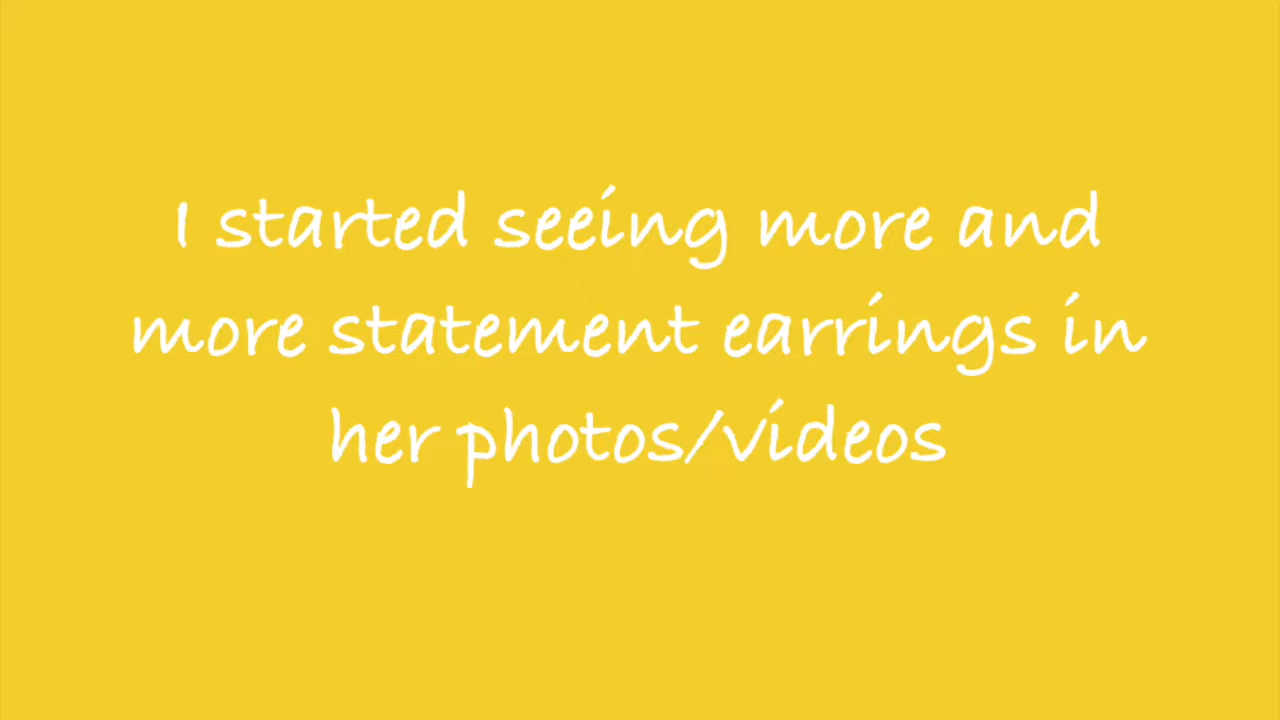 I started seeing more and
more statement earrings in
her photos/videos